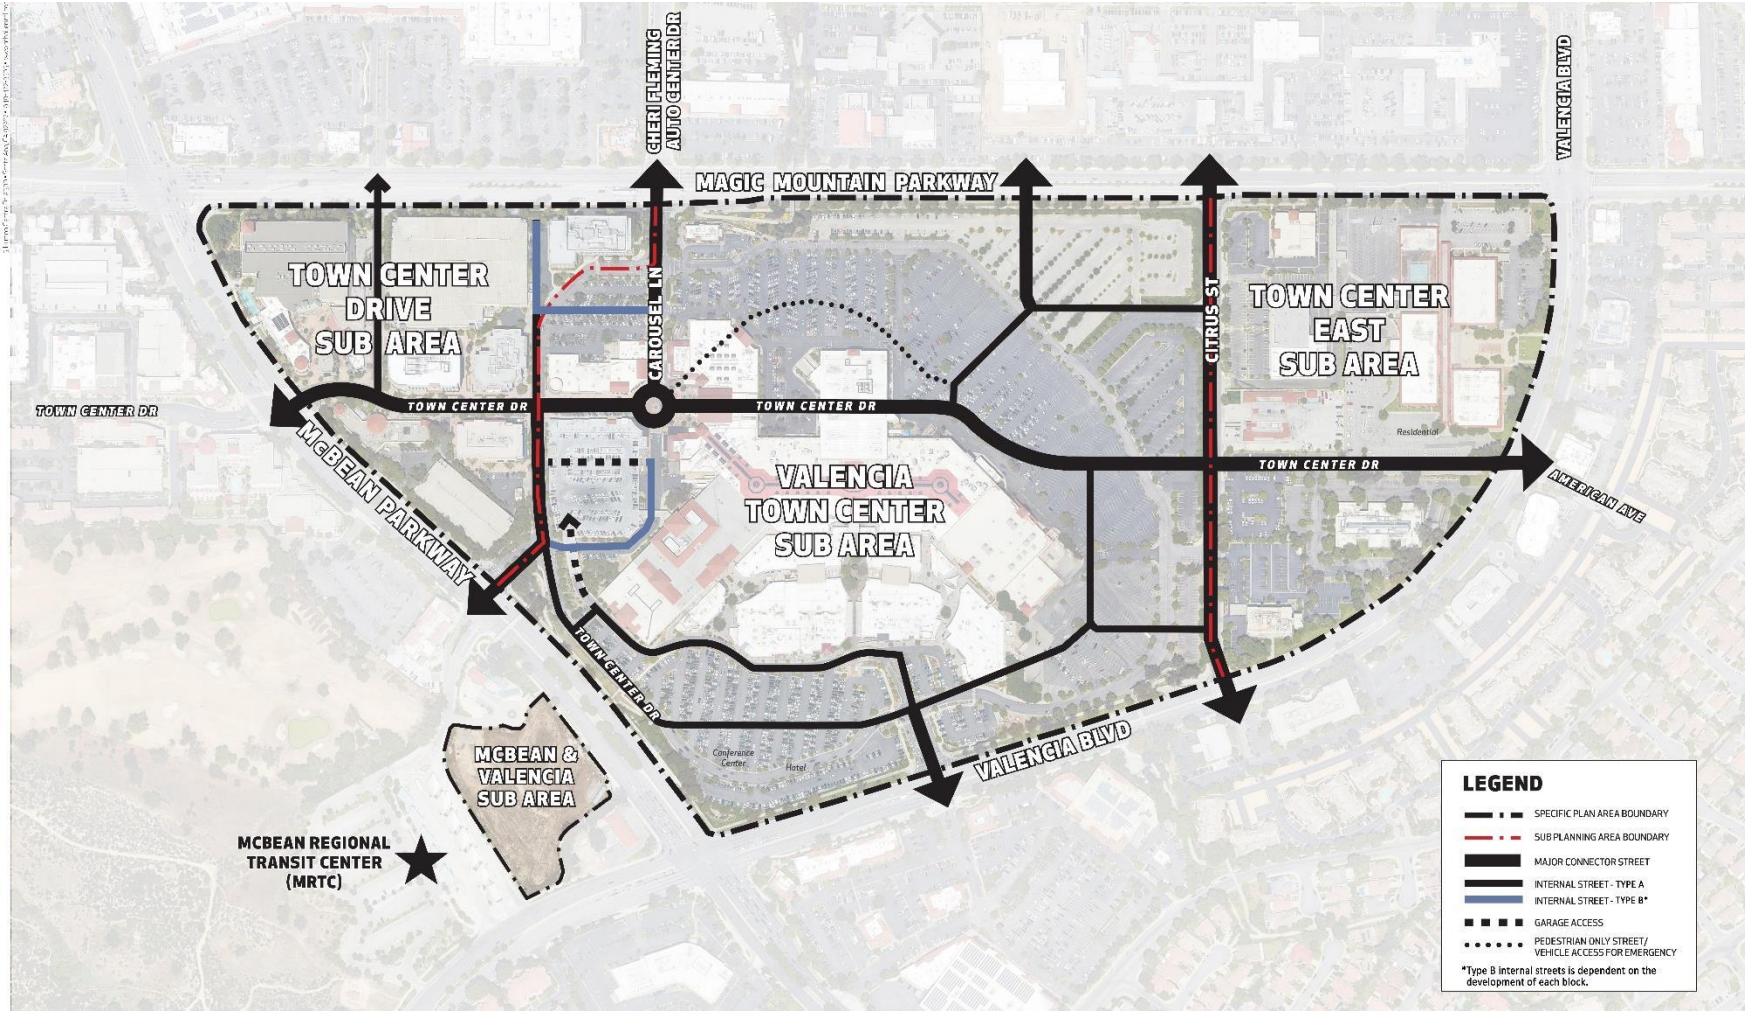 CHERI FLEMING
AUTO CENTER DR
VALENCIA BLVD
MAGIC MOUNTAIN PARKWAY
TOWN CENTER
DRIVE
SUB AREA
CAROUSEL LN
CITRUS ST
TOWN CENTER
EAST
SUB AREA
TOWN CENTER DR
TOWN CENTER DR
TOWN CENTER DR
Residential
McBEAN PARKWAY
VALENCIA
TOWN CENTER
SUB AREA
TOWN CENTER DR
AMERICAN AVE
TOWN CENTER DR
Conference
Center
Hotel
VALENCIA BLVD
MCBEAN &
VALENCIA
SUB AREA
MCBEAN REGIONAL
TRANSIT CENTER
(MRTC)
LEGEND
SPECIFIC PLAN AREA BOUNDARY
SUB PLANNING AREA BOUNDARY
MAJOR CONNECTOR STREET
INTERNAL STREET - TYPE A
INTERNAL STREET - TYPE B*
GARAGE ACCESS
PEDESTRIAN ONLY STREET/
VEHICLE ACCESS FOR EMERGENCY
*Type B internal streets is dependent on the
development of each block.